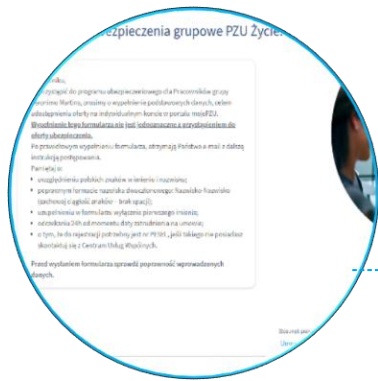 ezpieczenia grupowe PZU Życie.
niku,
zystąpić do programu ubezpieczeniowego dla Pracowników grupy
Jeronimo Martins, prosimy o wypełnienie podstawowych danych, celem
udostępnienia oferty na indywidualnym koncie w portalu mojePZU.
Wypełnienie tego formularza nie jest jednoznaczne z przystąpieniem do
oferty ubezpieczenia.
Po prawidłowym wypełnieniu formularza, otrzymają Państwo e-mail z dalszą
instrukcją postępowania.
Pamiętaj o:
• uwzględnieniu polskich znaków w imieniu i nazwisku;
• poprawnym formacie nazwiska dwuczłonowego: Nazwisko-Nazwisko
(zachowaj ciągłość znaków - brak spacji);
• uzupełnieniu w formularzu wyłącznie pierwszego imienia;
• odczekaniu 24h od momentu daty zatrudnienia na umowie;
• o tym, że do rejestracji potrzebny jest nr PESEL, jeśli takiego nie posiadasz
skontaktuj się z Centrum Usług Wspólnych.
Przed wysłaniem formularza sprawdź poprawność wprowadzonych
danych.